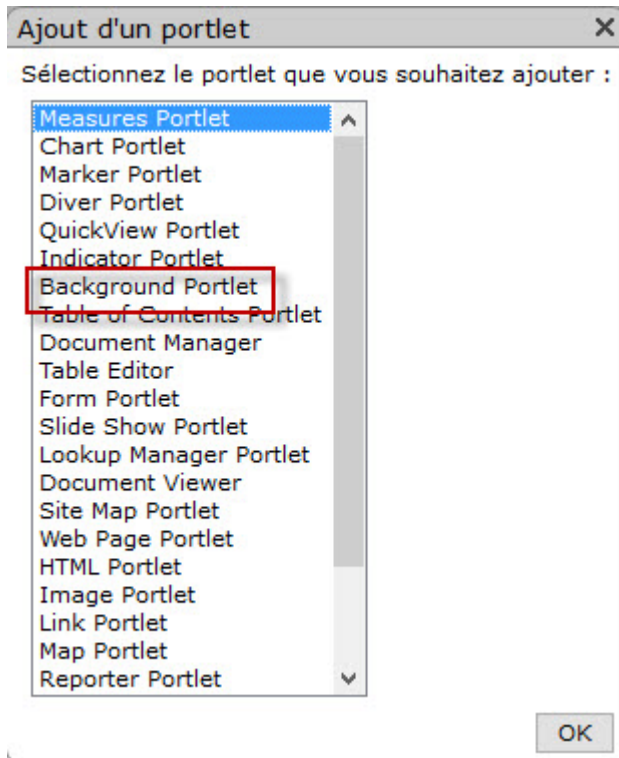 Ajout d'un portlet
Sélectionnez le portlet que vous souhaitez ajouter :
Measures Portlet
Chart Portlet
Marker Portlet
Diver Portlet
QuickView Portlet
Indicator Portlet
Background Portlet
Table of Contents Portlet
Document Manager
Table Editor
Form Portlet
Slide Show Portlet
Lookup Manager Portlet
Document Viewer
Site Map Portlet
Web Page Portlet
HTML Portlet
Image Portlet
Link Portlet
Map Portlet
Reporter Portlet
OK